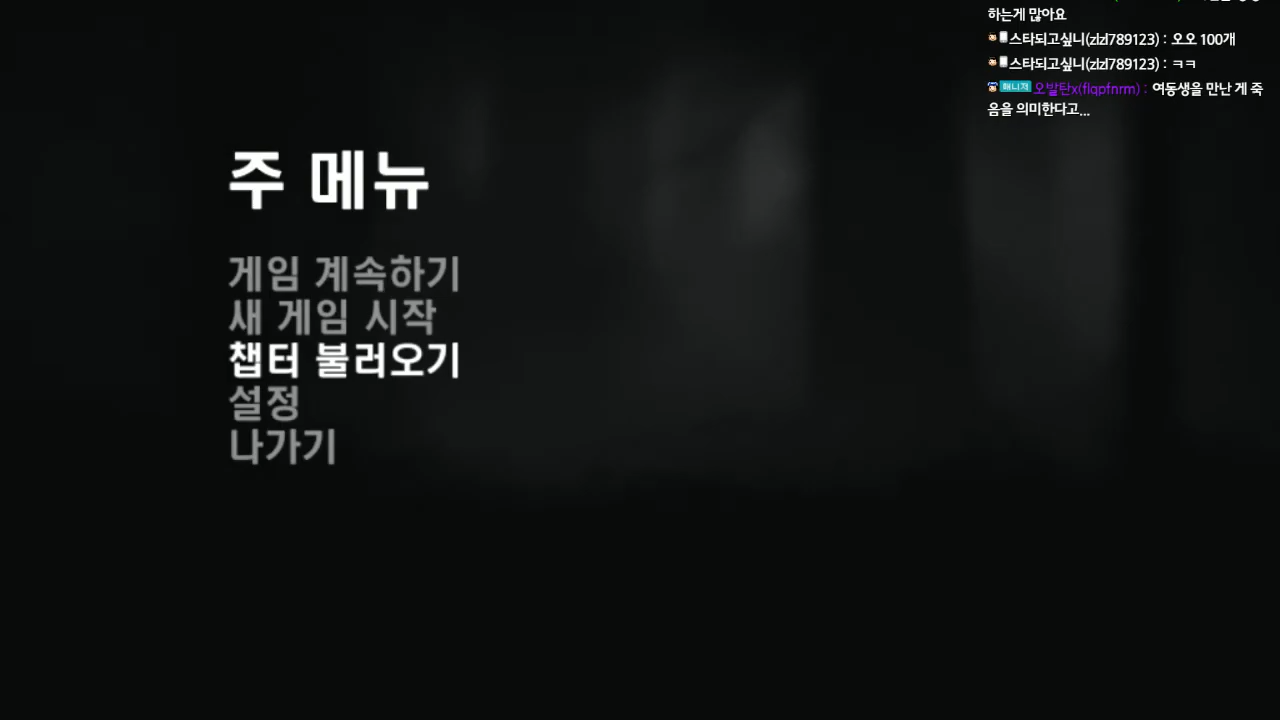 하는게 많아요
스타되고싶니(zlzl789123) : 오오 100개
스타되고싶니(zlzl789123) : ㅋㅋ
매니저 오발탄x(flqpfnrm) : 여동생을 만난 게 죽
음을 의미한다고...
주 메뉴
게임 계속하기
새 게임 시작
챕터 불러오기
설정
나가기